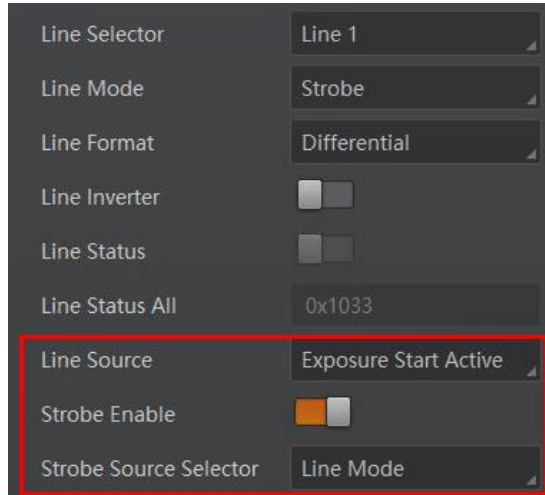 Line Selector Line 1
Line Mode Strobe
Line Format Differential
Line Inverter
Line Status
Line Status All 0x1033
Line Source Exposure Start Active
Strobe Enable
Strobe Source Selector Line Mode